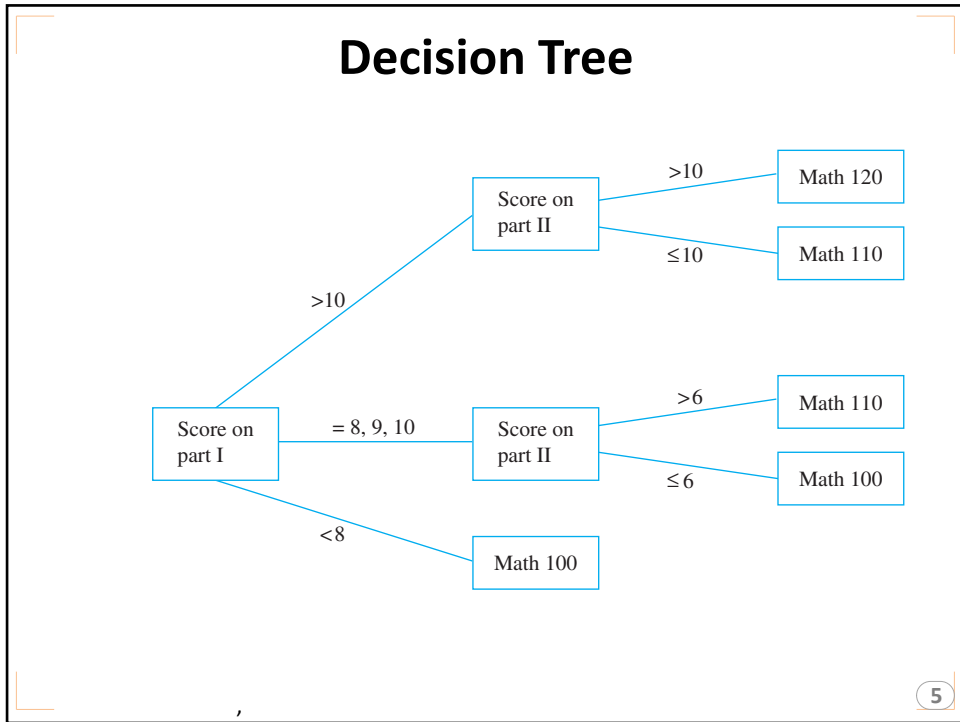 Decision Tree
>10
Math 120
Score on
part II
≤10
Math 110
>10
>6
Math 110
Score on
part I
= 8, 9, 10
Score on
part II
≤6
Math 100
<8
Math 100
,
5